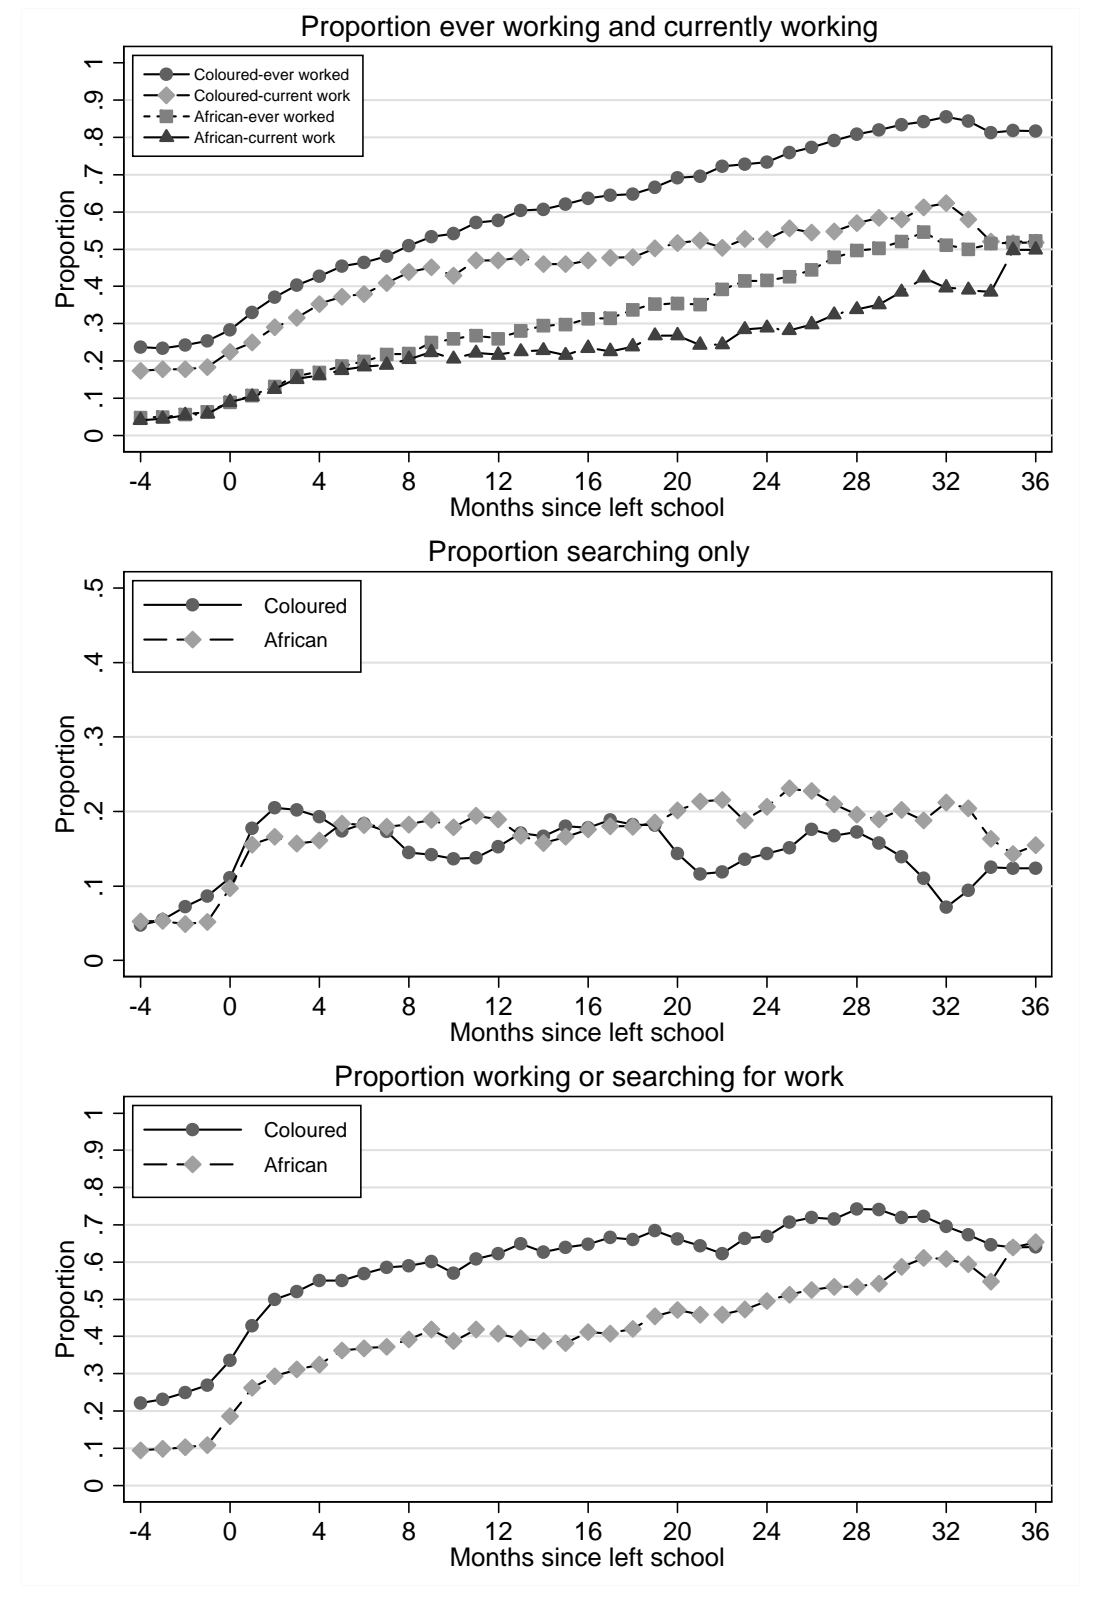 Proportion ever working and currently working
Proportion
1
.9
.8
.7
.6
.5
.4
.3
.2
.1
0
Coloured-ever worked
Coloured-current work
African-ever worked
African-current work
-4 0 4 8 12 16 20 24 28 32 36
Months since left school
Proportion searching only
Proportion
.5
.4
.3
.2
.1
0
Coloured
African
-4 0 4 8 12 16 20 24 28 32 36
Months since left school
Proportion working or searching for work
Proportion
1
.9
.8
.7
.6
.5
.4
.3
.2
.1
0
Coloured
African
-4 0 4 8 12 16 20 24 28 32 36
Months since left school